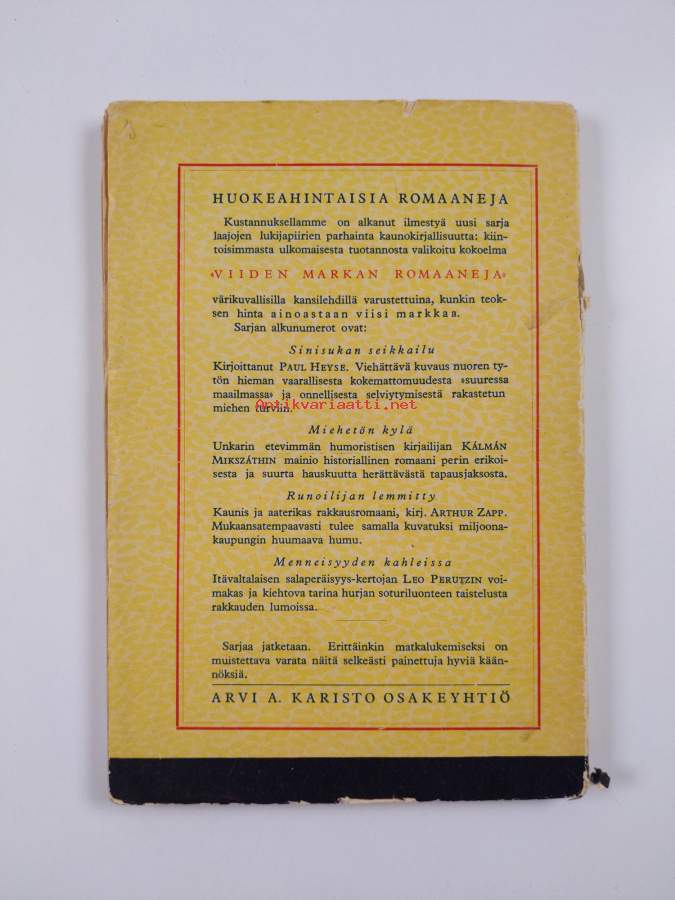 HUOKEAHINTAISIA ROMAANEJA
Kustannuksellamme on alkanut ilmestyä uusi sarja
laajojen lukijapiirien parhainta kaunokirjallisuutta: kiin-
toisimmasta ulkomaisesta tuotannosta valikoitu kokoelma
«VIIDEN MARKAN ROMAANEJA»
värikuvallisilla kansilehdillä varustettuina, kunkin teok-
sen hinta ainoastaan viisi markkaa.
Sarjan alkunumerot ovat:
Sinisukan seikkailu
Kirjoittanut PAUL HEYSE. Viehättävä kuvaus nuoren ty-
tön hieman vaarallisesta kokemattomuudesta »suuressa
maailmassa» ja onnellisesta selviytymisestä rakastetun
miehen turviin.
Antikvariaatti.net
Miehetön kylä
Unkarin etevimmän humoristisen kirjailijan KÁLMÁN
MIKSZÁTHIN mainio historiallinen romaani perin erikoi-
sesta ja suurta hauskuutta herättävästä tapausjaksosta.
Runoilijan lemmitty
Kaunis ja aaterikas rakkausromaani, kirj. ARTHUR ZAPP.
Mukaansatempaavasti tulee samalla kuvatuksi miljoona-
kaupungin huumaava humu.
Menneisyyden kahleissa
Itävaltalaisen salaperäisyys-kertojan LEO PERUTZIN voi-
makas ja kiehtova tarina hurjan soturiluonteen taistelusta
rakkauden lumoissa.
Sarjaa jatketaan. Erittäinkin matkalukemiseksi on
muistettava varata näitä selkeästi painettuja hyviä kään-
nöksiä.
ARVI A. KARISTO OSAKEYHTIÖ